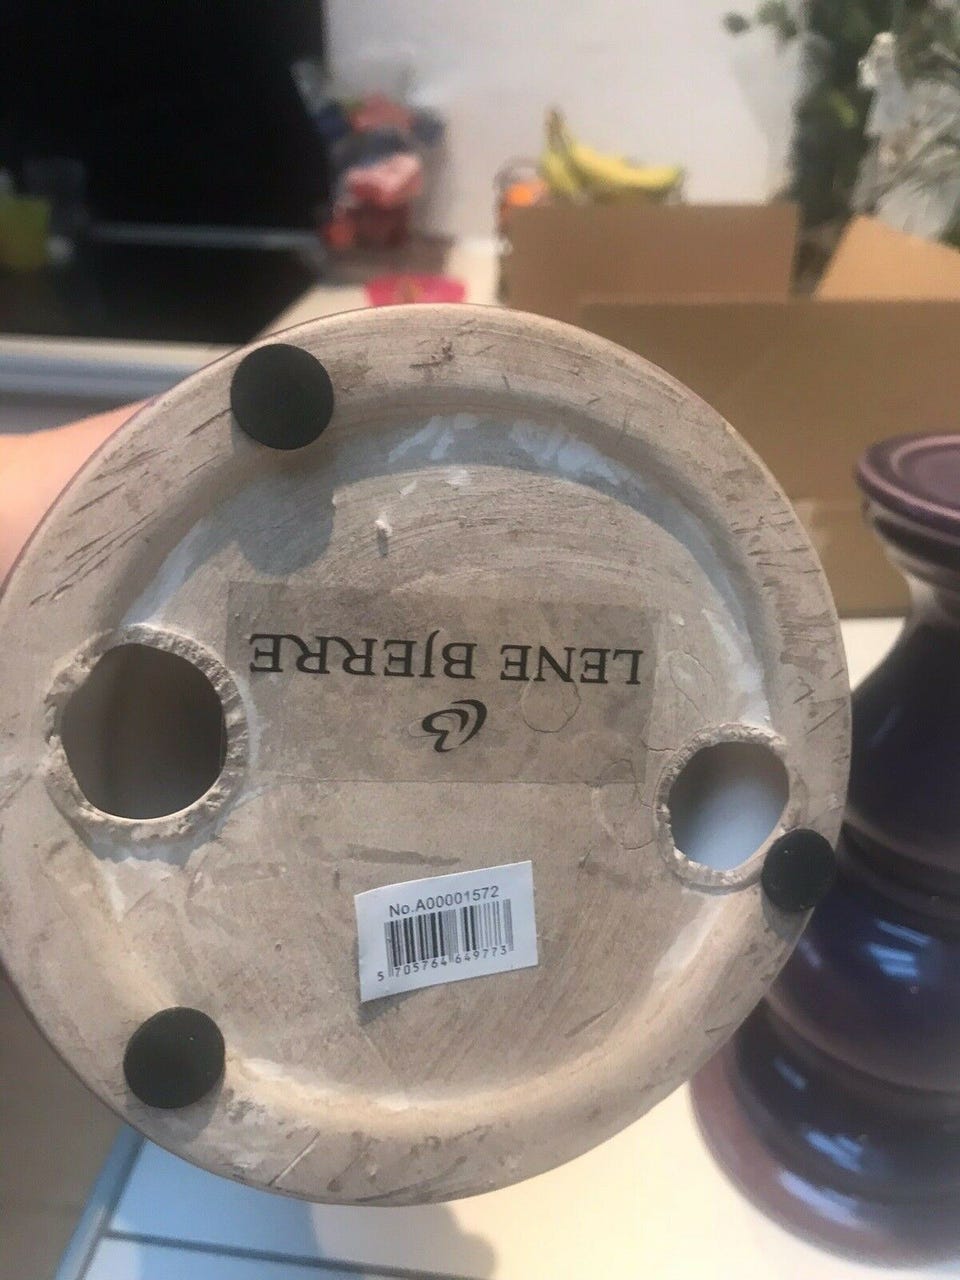 LENE BJERRE
No.A00001572
5 705764 649773